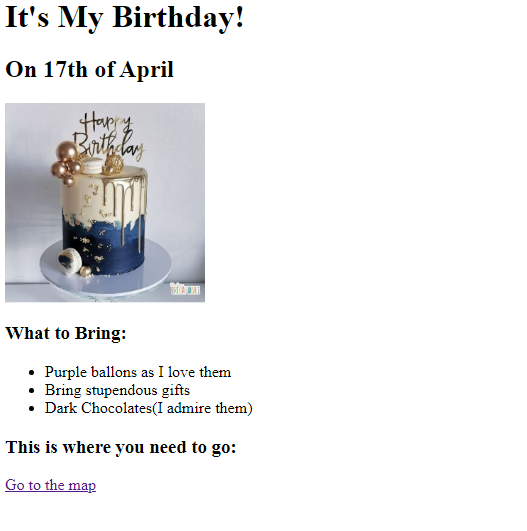 It's My Birthday!
On 17th of April
Happy
Birthday
What to Bring:
Purple ballons as I love them
Bring stupendous gifts
Dark Chocolates(I admire them)
This is where you need to go:
Go to the map